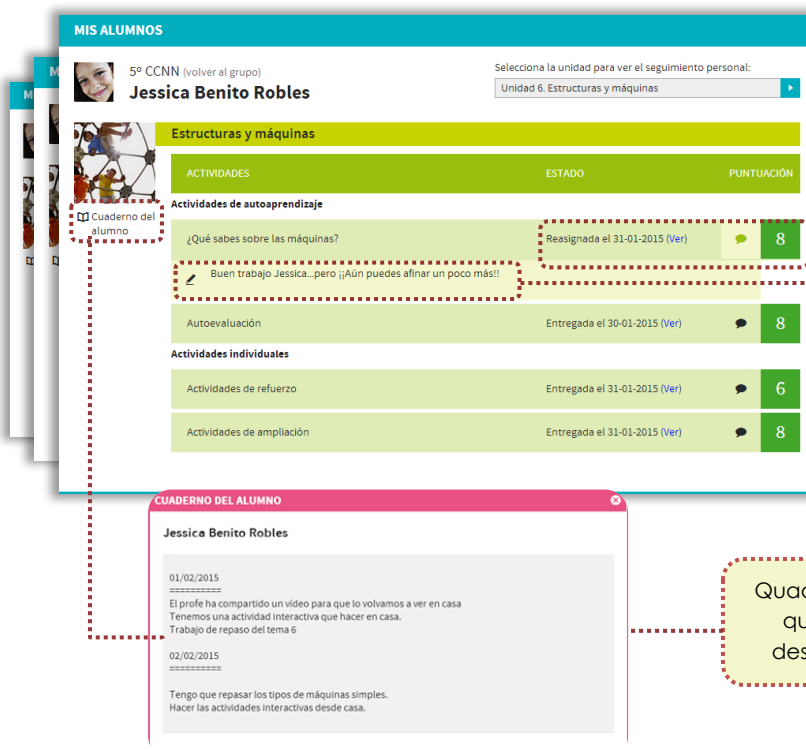 MIS ALUMNOS
5º CCNN (volver al grupo)
Jessica Benito Robles
Selecciona la unidad para ver el seguimiento personal:
Unidad 6. Estructuras y máquinas
Estructuras y máquinas
ACTIVIDADES ESTADO PUNTUACIÓN
Cuaderno del
alumno
Actividades de autoaprendizaje
¿Qué sabes sobre las máquinas? Reasignada el 31-01-2015 (Ver) 8
Buen trabajo Jessica...pero ¡¡Aún puedes afinar un poco más!!
Autoevaluación Entregada el 30-01-2015 (Ver) 8
Actividades individuales
Actividades de refuerzo Entregada el 31-01-2015 (Ver) 6
Actividades de ampliación Entregada el 31-01-2015 (Ver) 8
CUADERNO DEL ALUMNO
Jessica Benito Robles
01/02/2015
==========
El profe ha compartido un vídeo para que lo volvamos a ver en casa
Tenemos una actividad interactiva que hacer en casa.
Trabajo de repaso del tema 6
02/02/2015
==========
Tengo que repasar los tipos de máquinas simples.
Hacer las actividades interactivas desde casa.